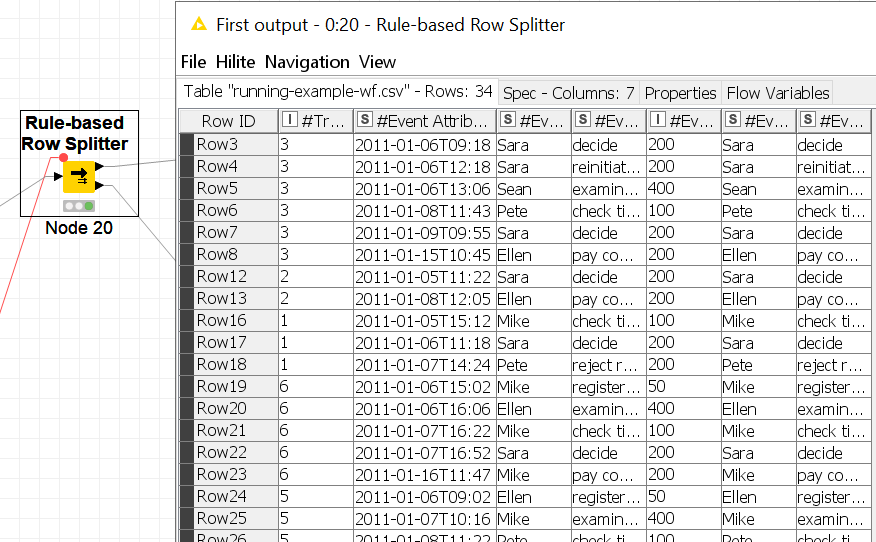 First output - 0:20 - Rule-based Row Splitter
File Hilite Navigation View
Table "running-example-wf.csv" - Rows: 34 Spec - Columns: 7 Properties Flow Variables
Row ID I #Tr... S #Event Attrib... S #Ev... S #Ev... I #Ev... S #Ev... S #Ev...
Row3 3 2011-01-06T09:18 Sara decide 200 Sara decide
Row4 3 2011-01-06T12:18 Sara reinitiat... 200 Sara reinitiat...
Row5 3 2011-01-06T13:06 Sean examin... 400 Sean examin...
Row6 3 2011-01-08T11:43 Pete check ti... 100 Pete check ti...
Row7 3 2011-01-09T09:55 Sara decide 200 Sara decide
Row8 3 2011-01-15T10:45 Ellen pay co... 200 Ellen pay co...
Row12 2 2011-01-05T11:22 Sara decide 200 Sara decide
Row13 2 2011-01-08T12:05 Ellen pay co... 200 Ellen pay co...
Row16 1 2011-01-05T15:12 Mike check ti... 100 Mike check ti...
Row17 1 2011-01-06T11:18 Sara decide 200 Sara decide
Row18 1 2011-01-07T14:24 Pete reject r... 200 Pete reject r...
Row19 6 2011-01-06T15:02 Mike register... 50 Mike register...
Row20 6 2011-01-06T16:06 Ellen examin... 400 Ellen examin...
Row21 6 2011-01-07T16:22 Mike check ti... 100 Mike check ti...
Row22 6 2011-01-07T16:52 Sara decide 200 Sara decide
Row23 6 2011-01-16T11:47 Mike pay co... 200 Mike pay co...
Row24 5 2011-01-06T09:02 Ellen register... 50 Ellen register...
Row25 5 2011-01-07T10:16 Mike examin... 400 Mike examin...
Row26 5 2011-01-08T11:22 Pete check ti... 100 Pete check ti...
Rule-based
Row Splitter
Node 20